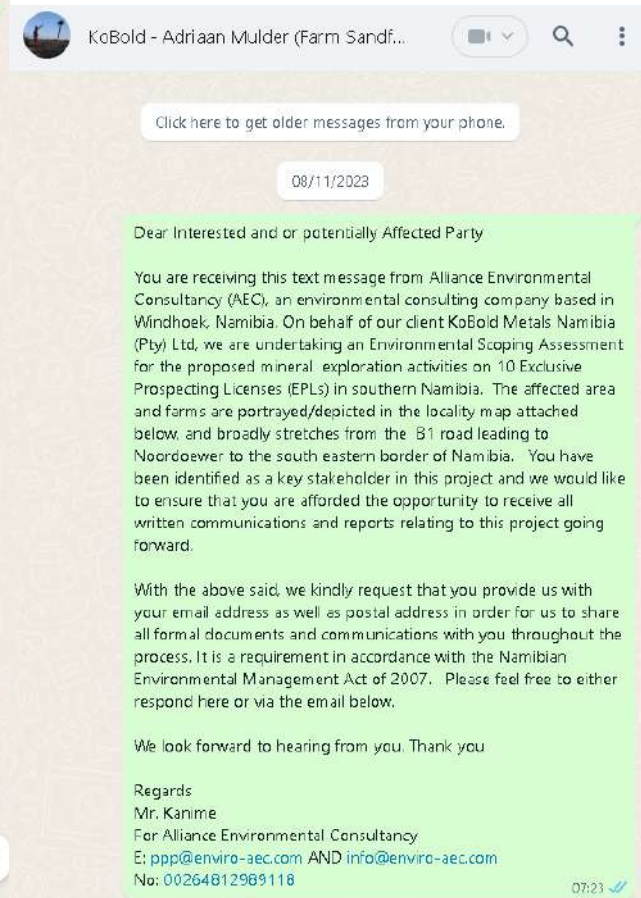 KoBold - Adriaan Mulder (Farm Sandf...
Click here to get older messages from your phone.
08/11/2023
Dear Interested and or potentially Affected Party
You are receiving this text message from Alliance Environmental
Consultancy (AEC), an environmental consulting company based in
Windhoek, Namibia. On behalf of our client KoBold Metals Namibia
(Pty) Ltd, we are undertaking an Environmental Scoping Assessment
for the proposed mineral exploration activities on 10 Exclusive
Prospecting Licenses (EPLs) in southern Namibia. The affected area
and farms are portrayed/depicted in the locality map attached
below, and broadly stretches from the B1 road leading to
Noordoewer to the south eastern border of Namibia. You have
been identified as a key stakeholder in this project and we would like
to ensure that you are afforded the opportunity to receive all
written communications and reports relating to this project going
forward.
With the above said, we kindly request that you provide us with
your email address as well as postal address in order for us to share
all formal documents and communications with you throughout the
process. It is a requirement in accordance with the Namibian
Environmental Management Act of 2007. Please feel free to either
respond here or via the email below.
We look forward to hearing from you. Thank you
Regards
Mr. Kanime
For Alliance Environmental Consultancy
E: ppp@enviro-aec.com AND info@enviro-aec.com
No: 00264812989118
07:23